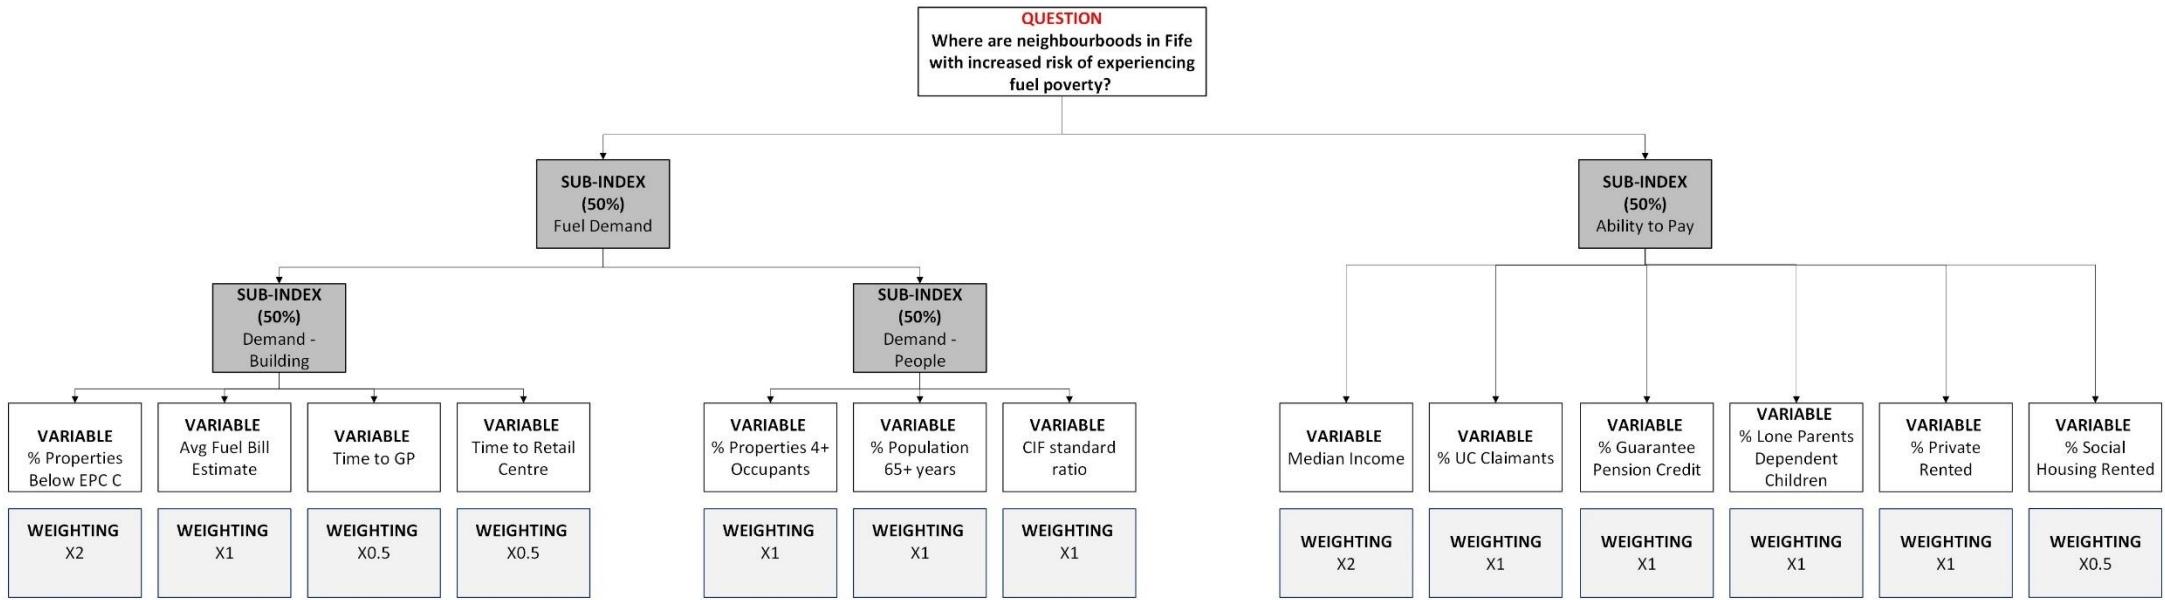 QUESTION
Where are neighbourboods in Fife
with increased risk of experiencing
fuel poverty?
SUB-INDEX
(50%)
Fuel Demand
SUB-INDEX
(50%)
Ability to Pay
SUB-INDEX
(50%)
Demand -
Building
SUB-INDEX
(50%)
Demand -
People
VARIABLE
% Properties
Below EPC C
VARIABLE
Avg Fuel Bill
Estimate
VARIABLE
Time to GP
VARIABLE
Time to Retail
Centre
VARIABLE
% Properties 4+
Occupants
VARIABLE
% Population
65+ years
VARIABLE
CIF standard
ratio
VARIABLE
Median Income
VARIABLE
% UC Claimants
VARIABLE
% Guarantee
Pension Credit
VARIABLE
% Lone Parents
Dependent
Children
VARIABLE
% Private
Rented
VARIABLE
% Social
Housing Rented
WEIGHTING
X2
WEIGHTING
X1
WEIGHTING
X0.5
WEIGHTING
X0.5
WEIGHTING
X1
WEIGHTING
X1
WEIGHTING
X1
WEIGHTING
X2
WEIGHTING
X1
WEIGHTING
X1
WEIGHTING
X1
WEIGHTING
X1
WEIGHTING
X0.5